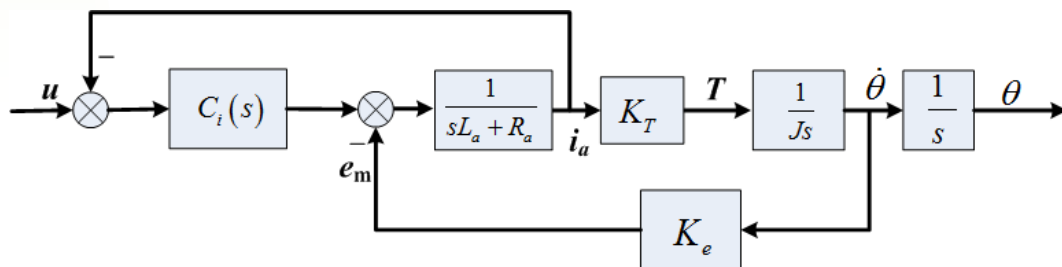 −
u
C_i(s)
−
e_m
1/(sL_a + R_a)
i_a
K_T
T
1/(Js)
θ̇
1/s
θ
K_e